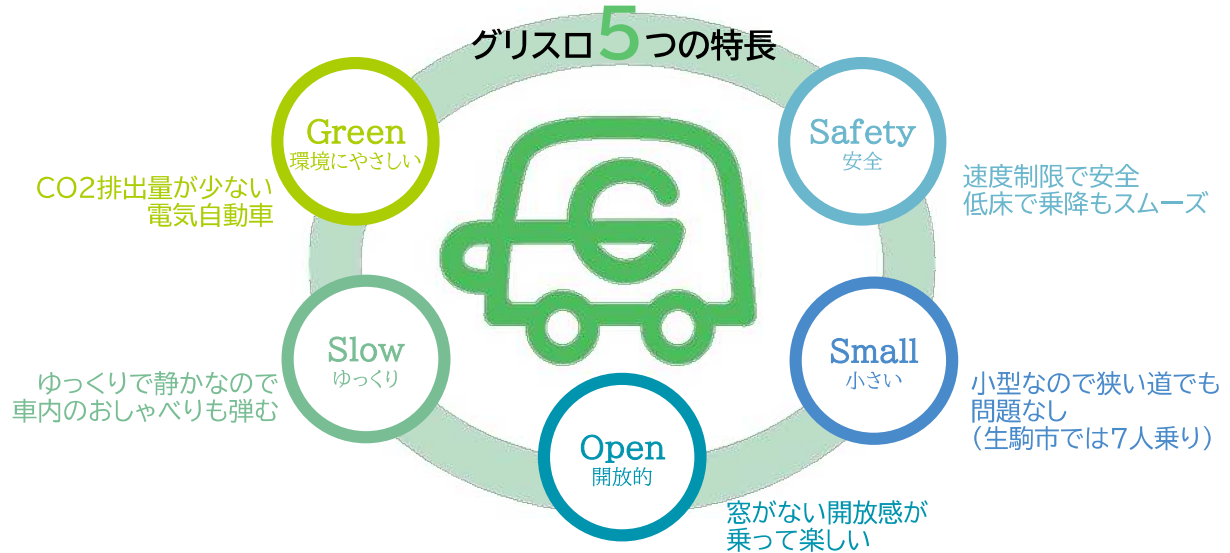 グリスロ5つの特長
Green
環境にやさしい
CO2排出量が少ない
電気自動車
Safety
安全
速度制限で安全
低床で乗降もスムーズ
Slow
ゆっくり
ゆっくりで静かなので
車内のおしゃべりも弾む
Small
小さい
小型なので狭い道でも
問題なし
(生駒市では7人乗り)
Open
開放的
窓がない開放感が
乗って楽しい